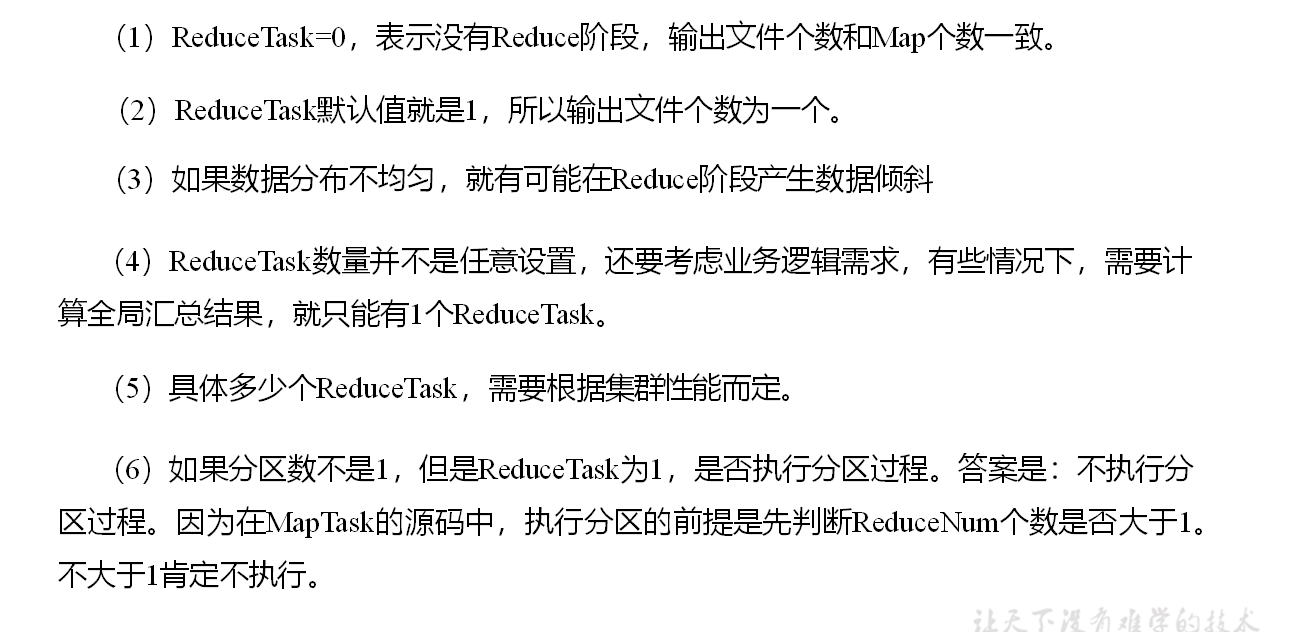 （1）ReduceTask=0，表示没有Reduce阶段，输出文件个数和Map个数一致。
（2）ReduceTask默认值就是1，所以输出文件个数为一个。
（3）如果数据分布不均匀，就有可能在Reduce阶段产生数据倾斜
（4）ReduceTask数量并不是任意设置，还要考虑业务逻辑需求，有些情况下，需要计
算全局汇总结果，就只能有1个ReduceTask。
（5）具体多少个ReduceTask，需要根据集群性能而定。
（6）如果分区数不是1，但是ReduceTask为1，是否执行分区过程。答案是：不执行分
区过程。因为在MapTask的源码中，执行分区的前提是先判断ReduceNum个数是否大于1。
不大于1肯定不执行。
让天下没有难学的技术